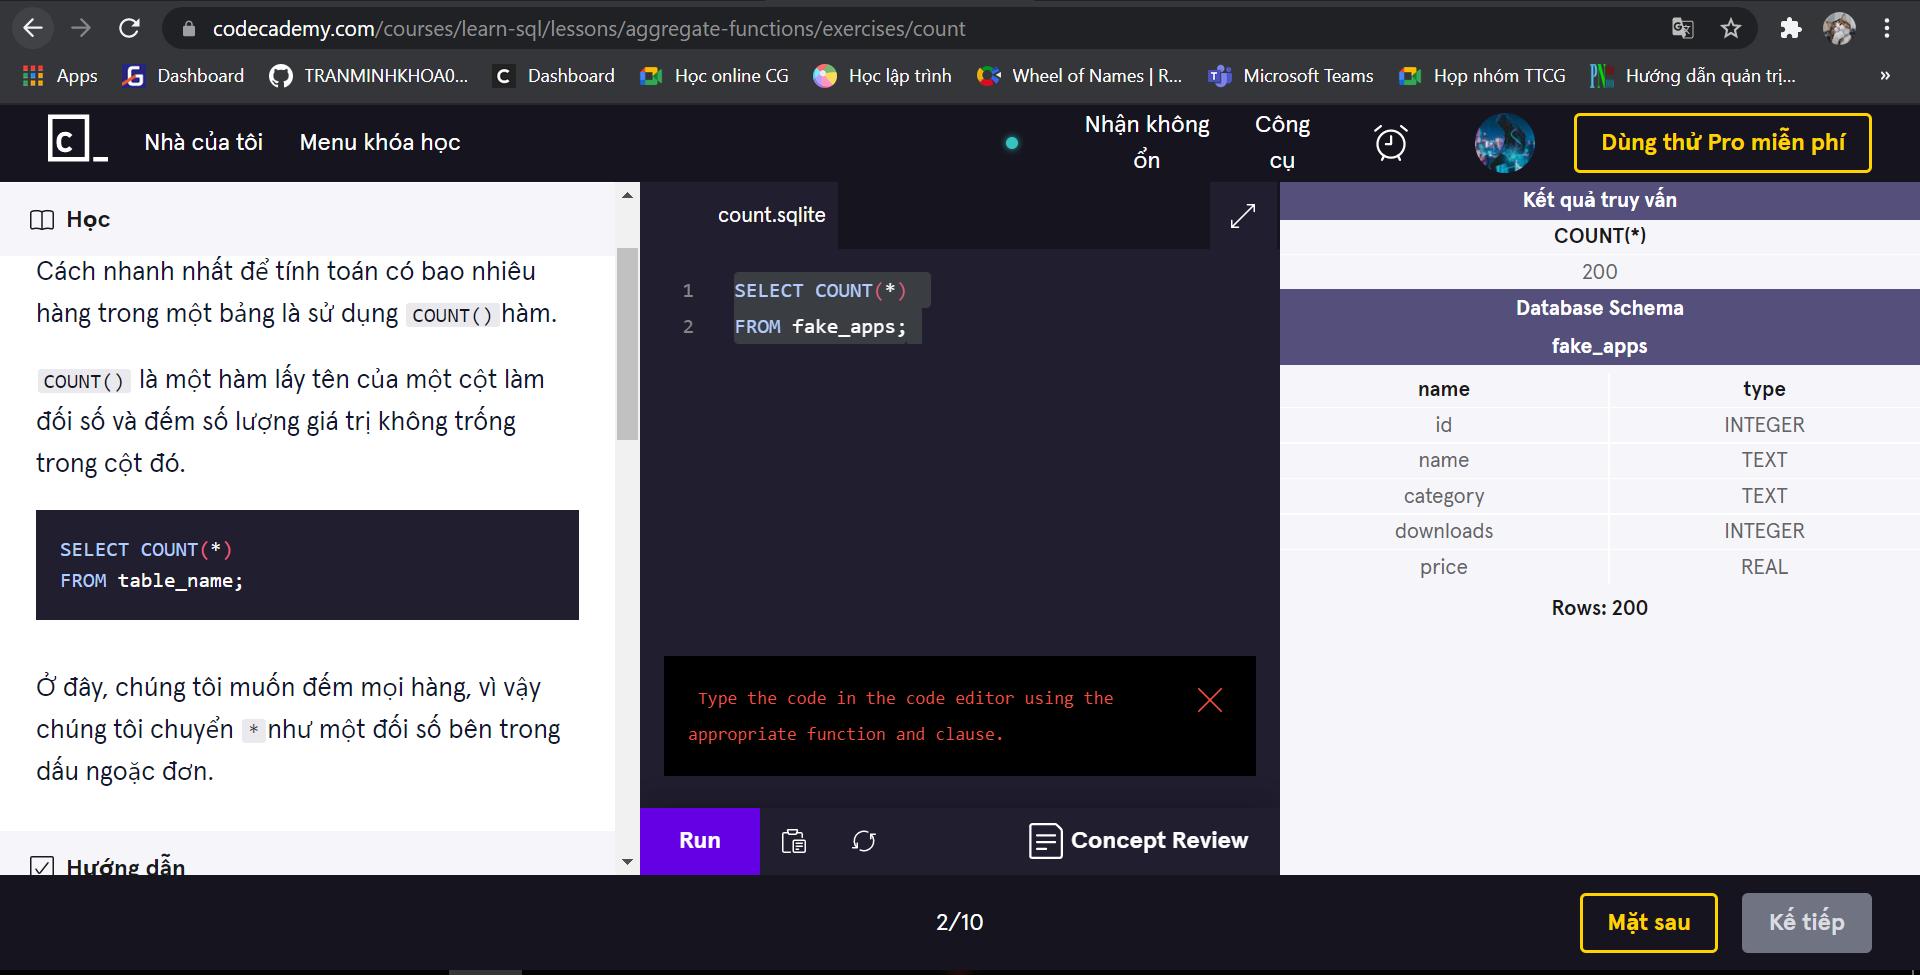 codecademy.com/courses/learn-sql/lessons/aggregate-functions/exercises/count
Apps
Dashboard
TRANMINHKHOA0...
C
Dashboard
Học online CG
Học lập trình
Wheel of Names | R...
Microsoft Teams
Họp nhóm TTCG
PN
Hướng dẫn quản trị...
»
C_
Nhà của tôi
Menu khóa học
Nhận không
ổn
Công
cụ
Dùng thử Pro miễn phí
Học
Cách nhanh nhất để tính toán có bao nhiêu
hàng trong một bảng là sử dụng COUNT() hàm.
COUNT() là một hàm lấy tên của một cột làm
đối số và đếm số lượng giá trị không trống
trong cột đó.
SELECT COUNT(*)
FROM table_name;
Ở đây, chúng tôi muốn đếm mọi hàng, vì vậy
chúng tôi chuyển * như một đối số bên trong
dấu ngoặc đơn.
Hướng dẫn
count.sqlite
1 SELECT COUNT(*)
2 FROM fake_apps;
Type the code in the code editor using the
appropriate function and clause.
Run
Concept Review
Kết quả truy vấn
COUNT(*)
200
Database Schema
fake_apps
name type
id INTEGER
name TEXT
category TEXT
downloads INTEGER
price REAL
Rows: 200
2/10
Mặt sau
Kế tiếp